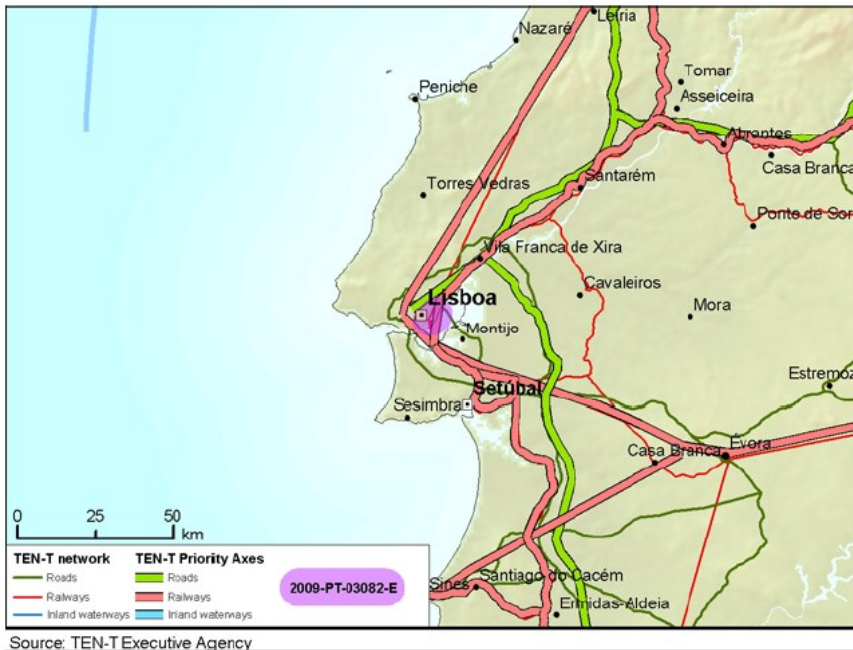 Leiria
Nazaré
Tomar
Peniche
Asseiceira
Abrantes
Casa Branca
Santarém
Torres Vedras
Ponte de Sor
Vila Franca de Xira
Cavaleiros
Lisboa
Mora
Montijo
Estremoz
Setúbal
Sesimbra
Évora
Casa Branca
0 25 50
km
TEN-T network TEN-T Priority Axes
Roads Roads
Railways Railways
Inland waterways Inland waterways
2009-PT-03082-E
Sines
Santiago do Cacém
Ermidas-Aldeia
Source: TEN-T Executive Agency